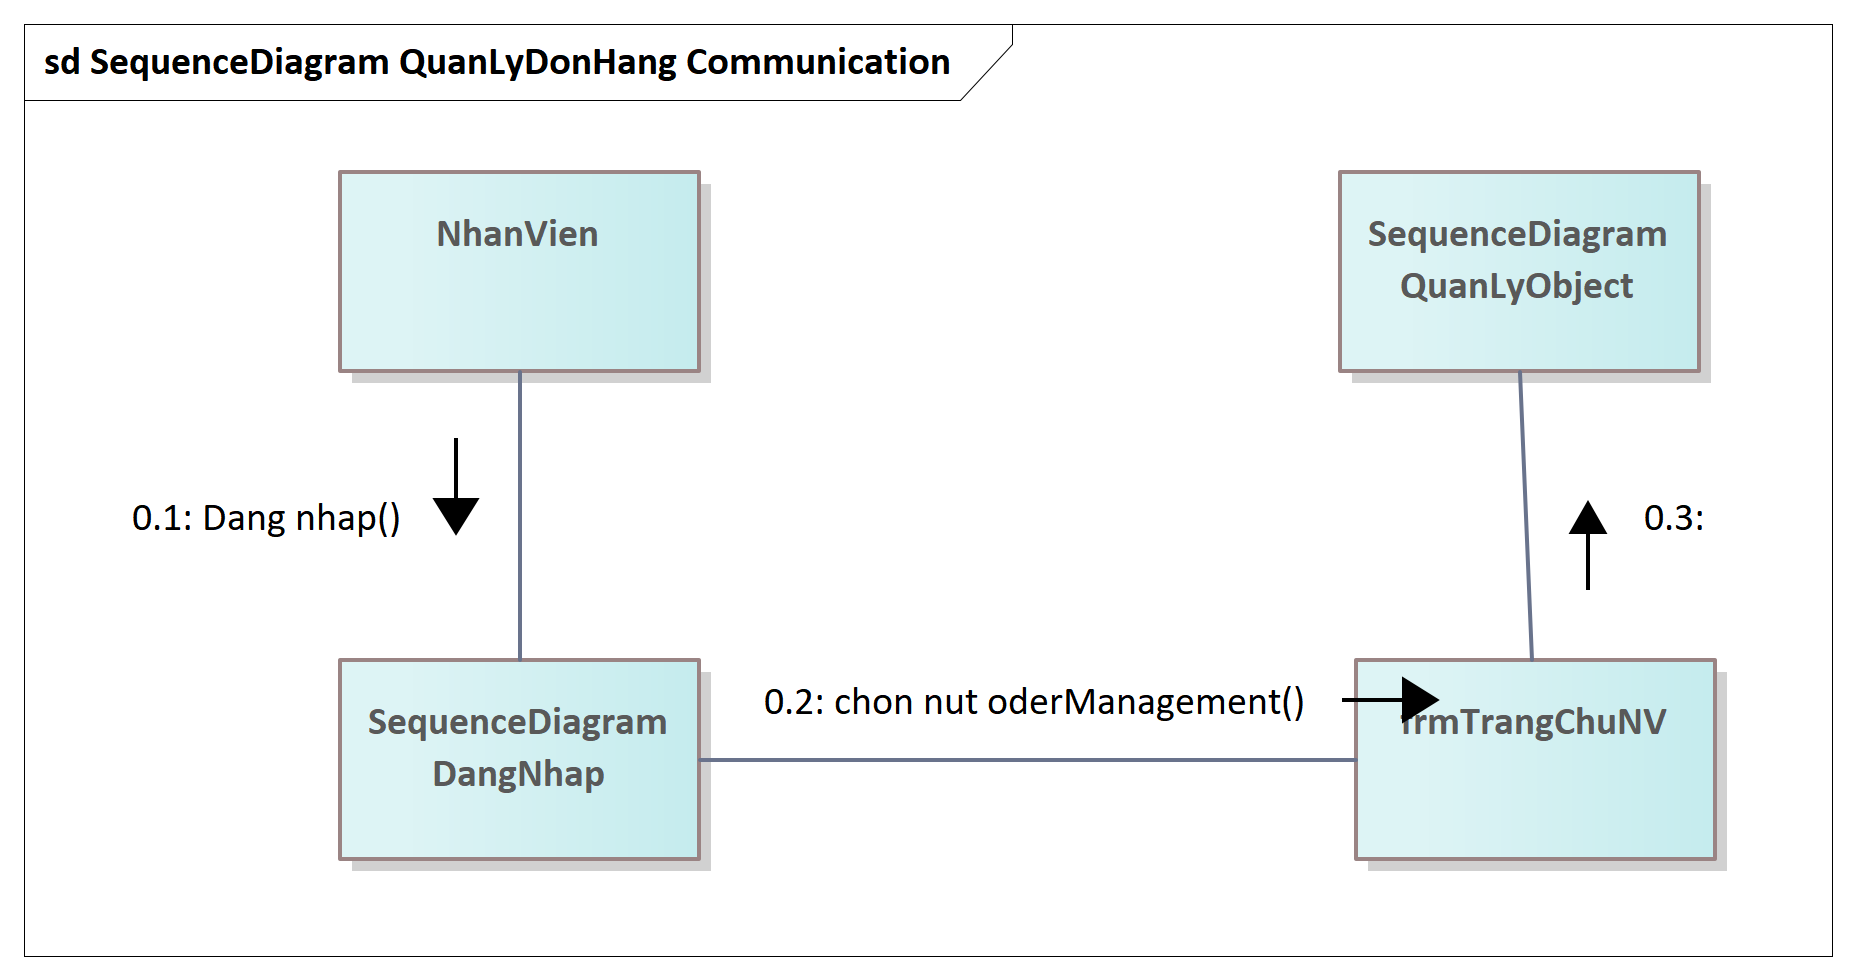 sd SequenceDiagram QuanLyDonHang Communication
NhanVien
SequenceDiagram
QuanLyObject
0.1: Dang nhap()
0.3:
0.2: chon nut oderManagement()
SequenceDiagram
DangNhap
frmTrangChuNV